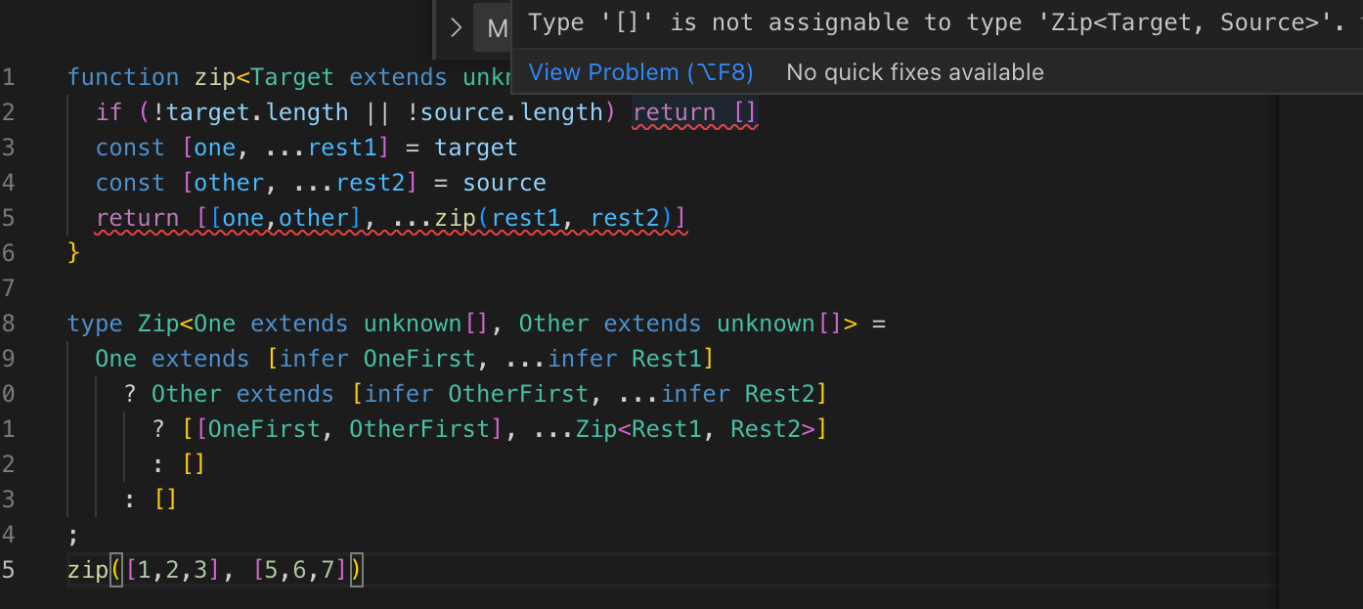 M
Type '[]' is not assignable to type 'Zip<Target, Source>'.
View Problem (⌥F8) No quick fixes available
1 function zip<Target extends
2 if (!target.length || !source.length) return []
3 const [one, ...rest1] = target
4 const [other, ...rest2] = source
5 return [[one,other], ...zip(rest1, rest2)]
6 }
7
8 type Zip<One extends unknown[], Other extends unknown[]> =
9 One extends [infer OneFirst, ...infer Rest1]
0 ? Other extends [infer OtherFirst, ...infer Rest2]
1 ? [[OneFirst, OtherFirst], ...Zip<Rest1, Rest2>]
2 : []
3 : []
4 ;
5 zip([1,2,3], [5,6,7])